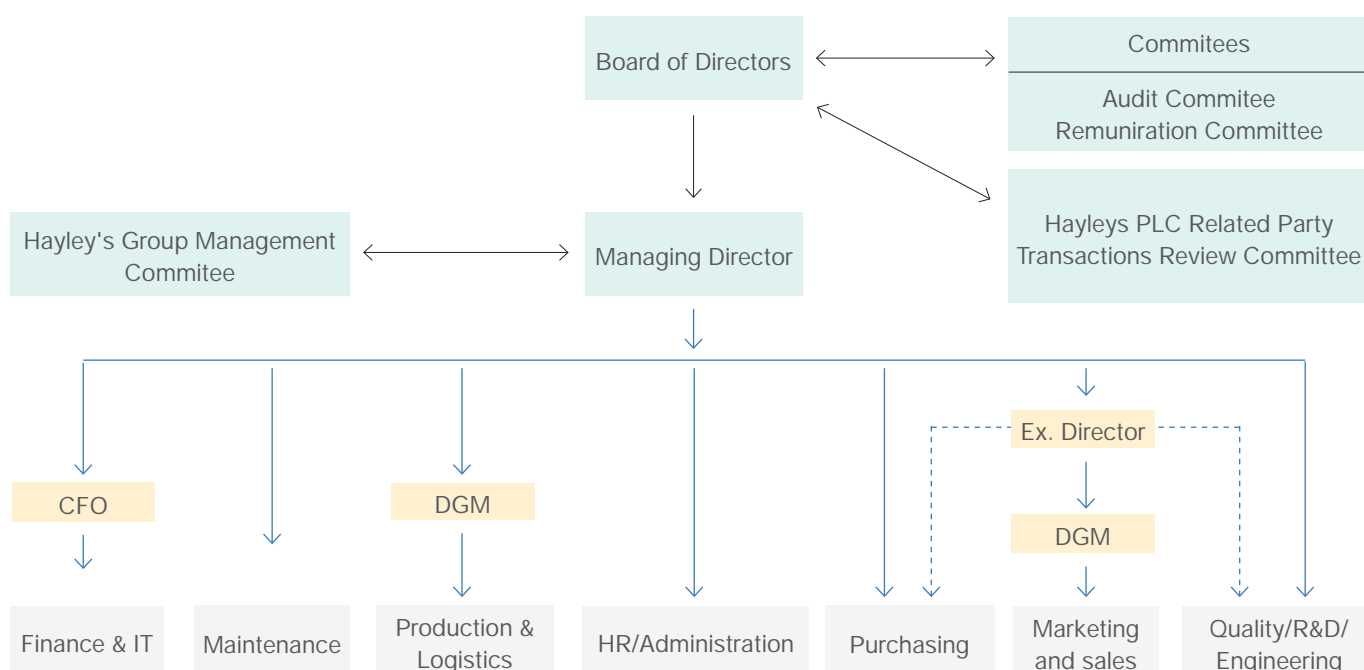 Board of Directors
Commitees
Audit Commitee
Remuniration Committee
Hayley's Group Management
Commitee
Managing Director
Hayleys PLC Related Party
Transactions Review Committee
Ex. Director
CFO
DGM
DGM
Finance & IT
Maintenance
Production &
Logistics
HR/Administration
Purchasing
Marketing
and sales
Quality/R&D/
Engineering